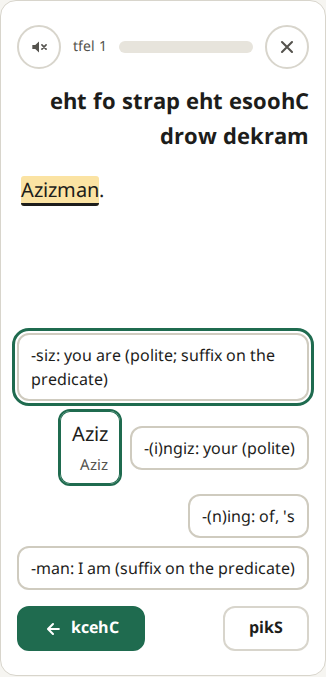 tfel 1
eht fo strap eht esoohC
drow dekram
Azizman.
-siz: you are (polite; suffix on the
predicate)
Aziz
Aziz
-(i)ngiz: your (polite)
-(n)ing: of, 's
-man: I am (suffix on the predicate)
← kcehC
pikS